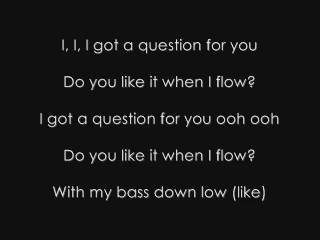 I, I, I got a question for you
Do you like it when I flow?
I got a question for you ooh ooh
Do you like it when I flow?
With my bass down low (like)